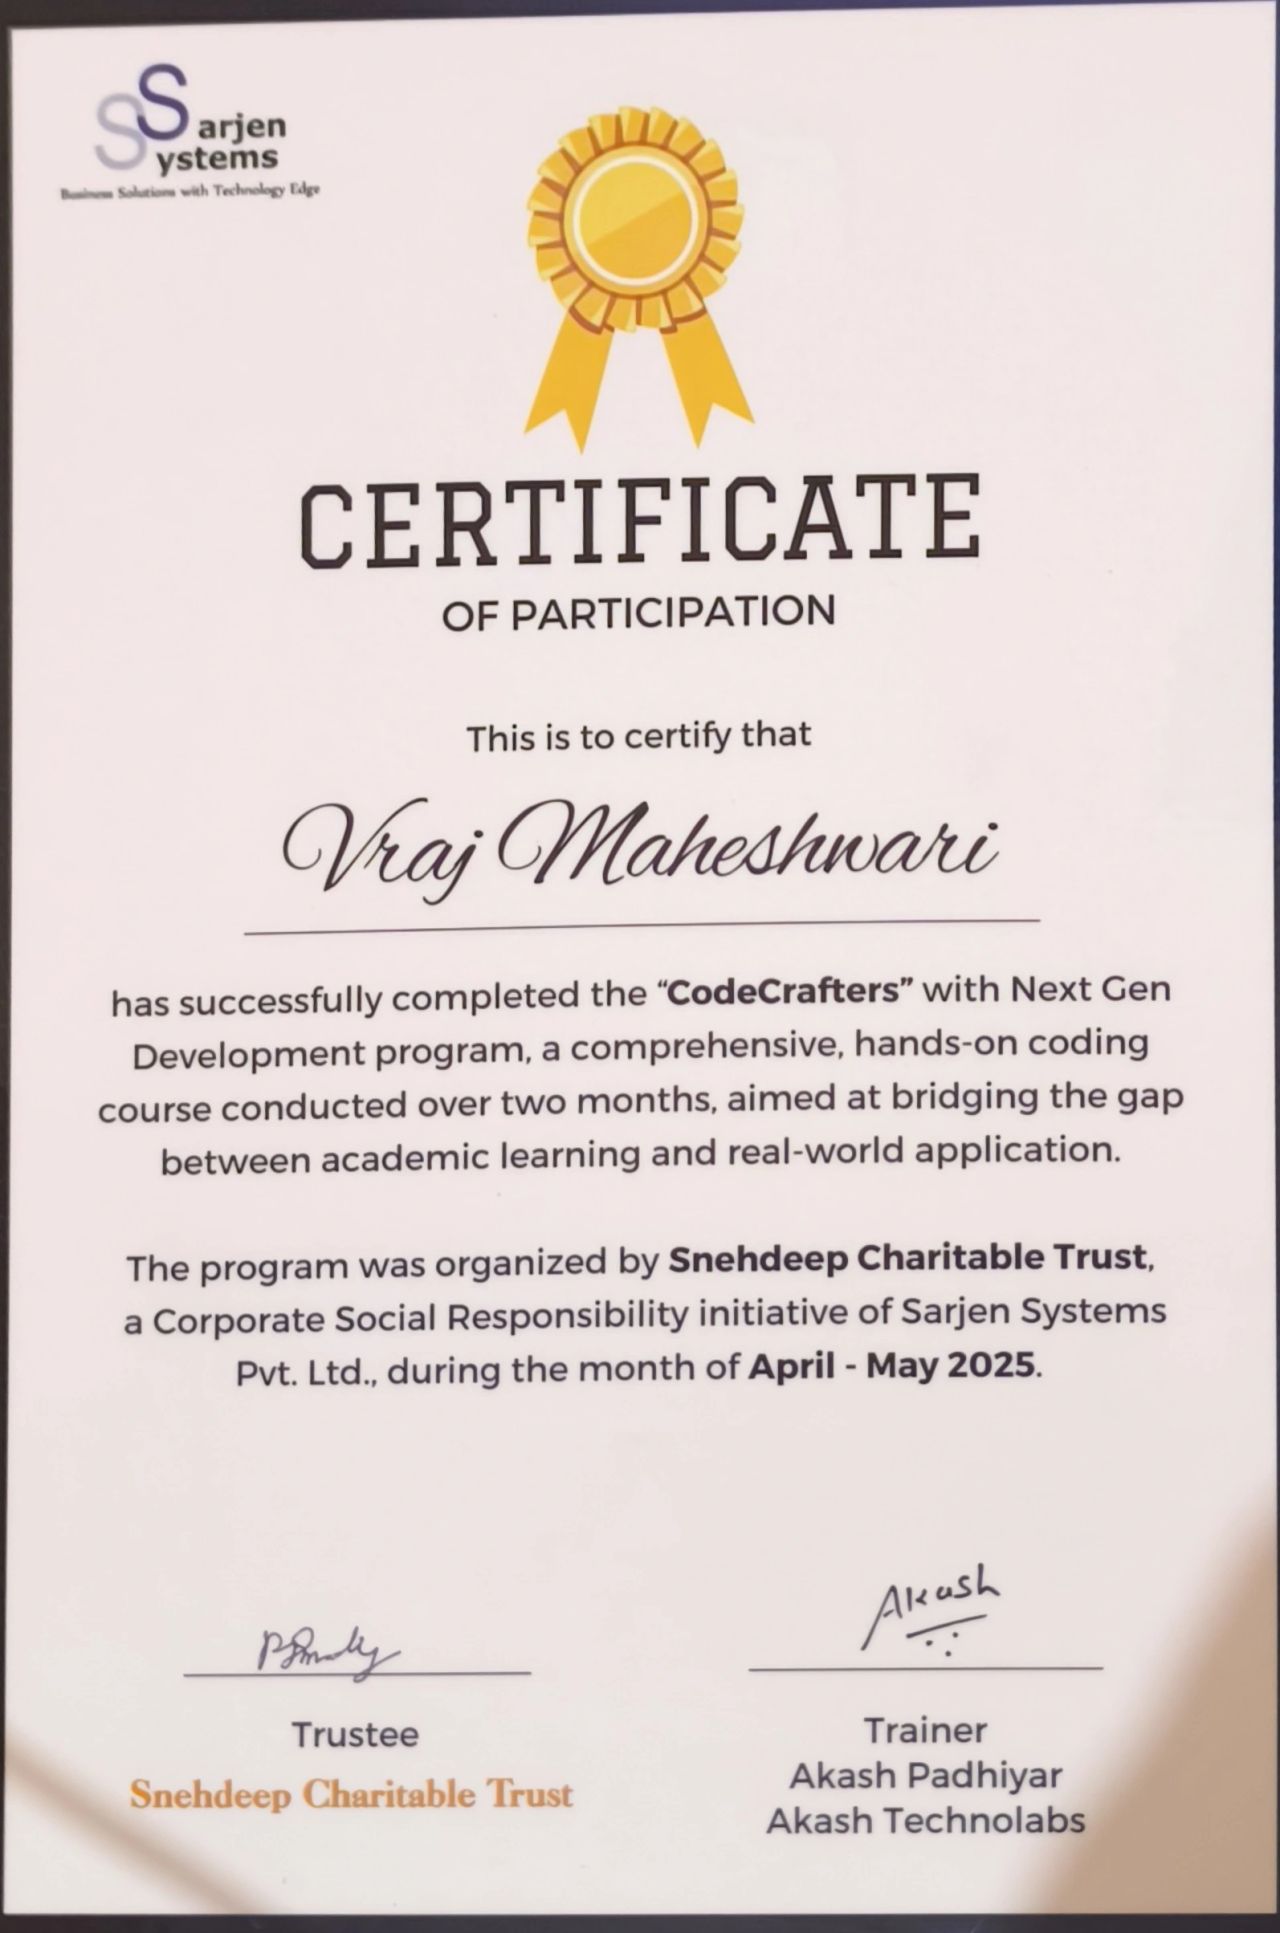 Sarjen
Systems
Business Solutions with Technology Edge
CERTIFICATE
OF PARTICIPATION
This is to certify that
Vraj Maheshwari
has successfully completed the “CodeCrafters” with Next Gen
Development program, a comprehensive, hands-on coding
course conducted over two months, aimed at bridging the gap
between academic learning and real-world application.
The program was organized by Snehdeep Charitable Trust,
a Corporate Social Responsibility initiative of Sarjen Systems
Pvt. Ltd., during the month of April - May 2025.
Trustee
Snehdeep Charitable Trust
Akash
Trainer
Akash Padhiyar
Akash Technolabs